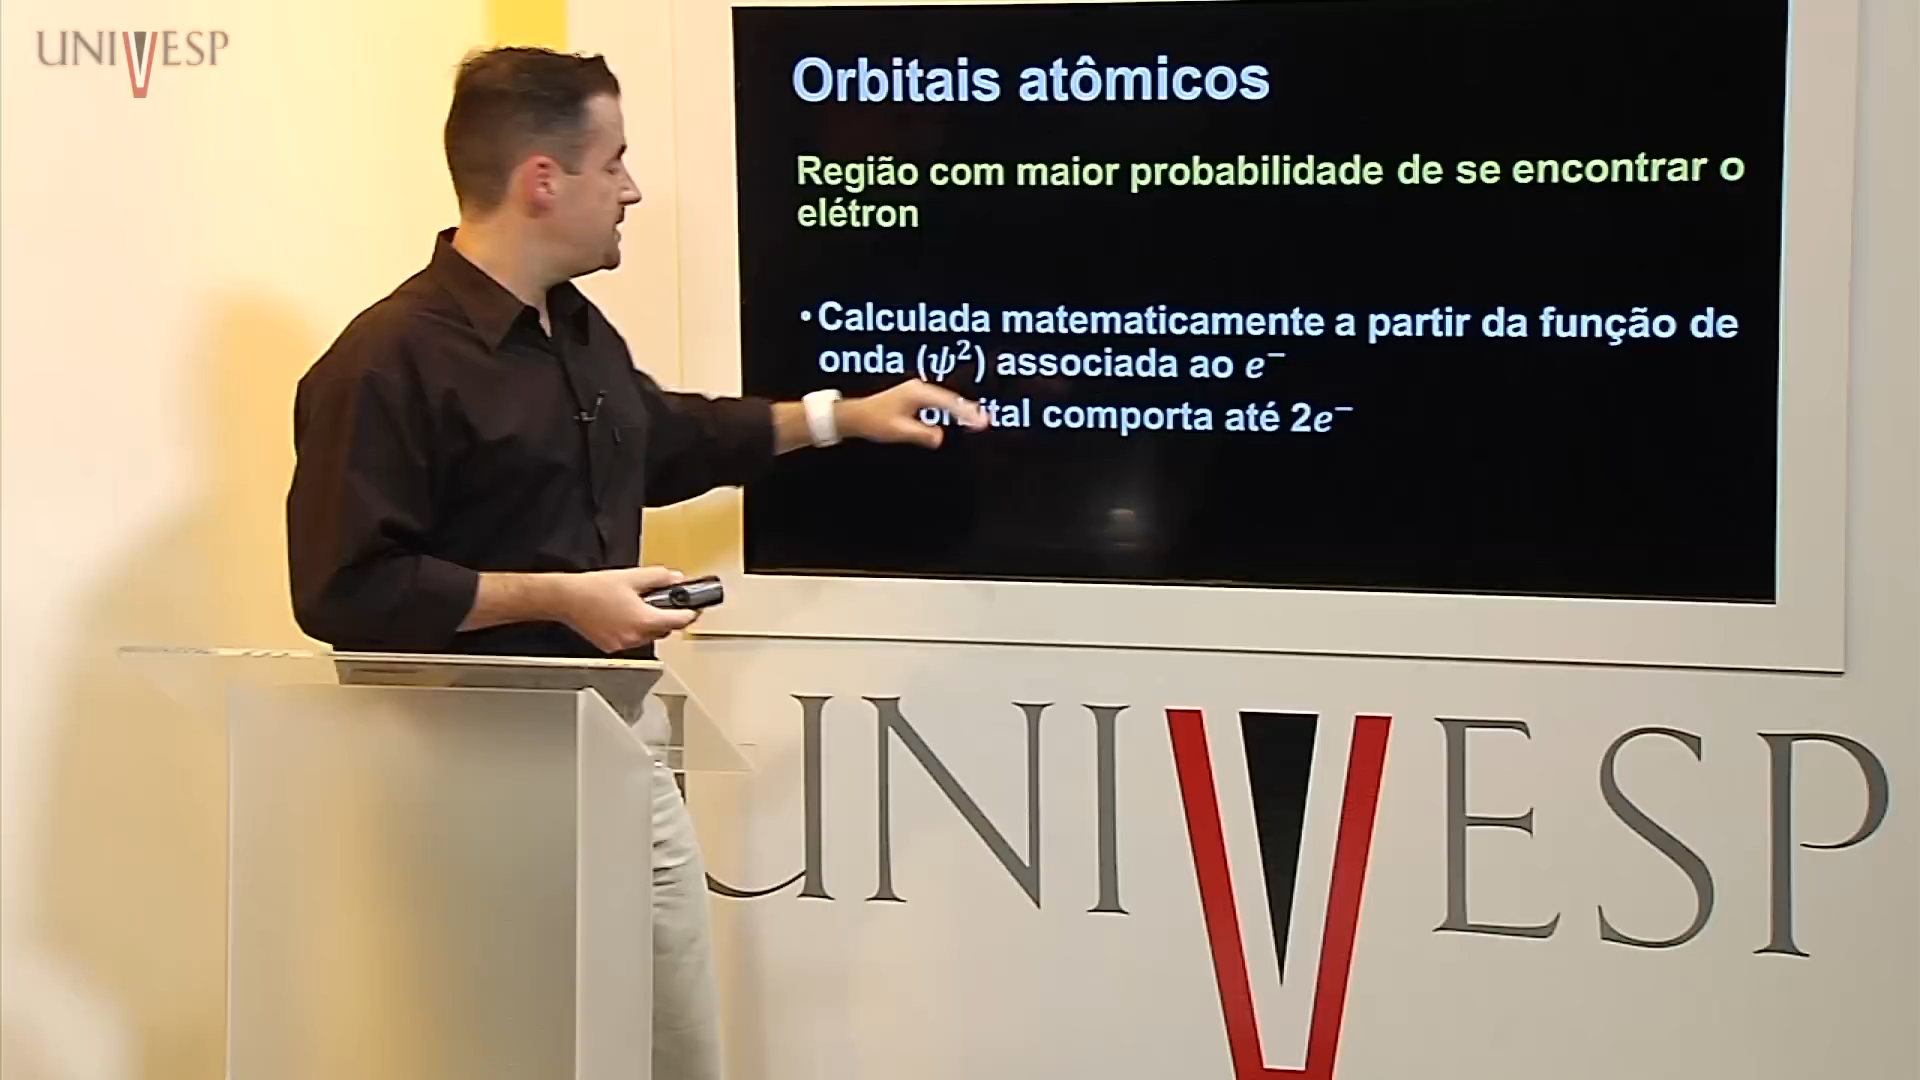 UNIVESP
Orbitais atômicos
Região com maior probabilidade de se encontrar o
elétron
• Calculada matematicamente a partir da função de
onda (ψ²) associada ao e⁻
orbital comporta até 2e⁻
UNIVESP